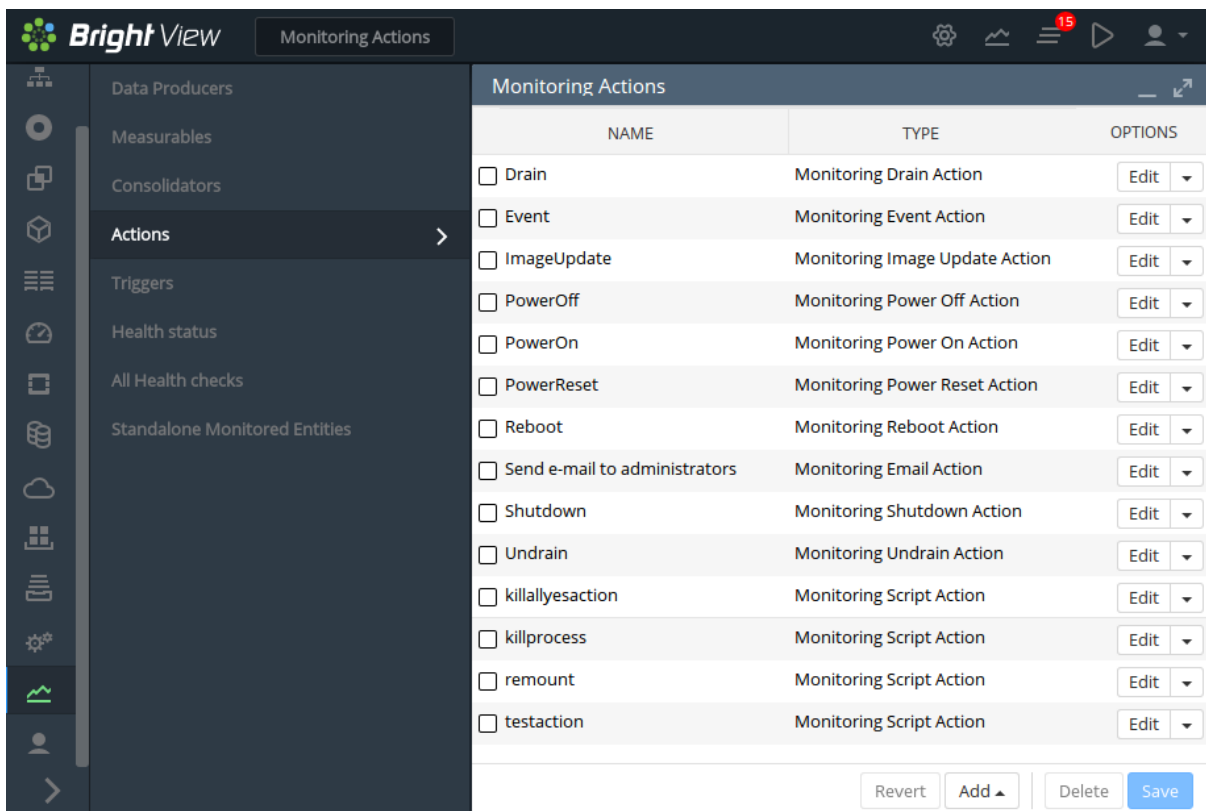 Bright View
Monitoring Actions
15
Data Producers
Measurables
Consolidators
Actions
Triggers
Health status
All Health checks
Standalone Monitored Entities
Monitoring Actions
NAME TYPE OPTIONS
Drain Monitoring Drain Action Edit
Event Monitoring Event Action Edit
ImageUpdate Monitoring Image Update Action Edit
PowerOff Monitoring Power Off Action Edit
PowerOn Monitoring Power On Action Edit
PowerReset Monitoring Power Reset Action Edit
Reboot Monitoring Reboot Action Edit
Send e-mail to administrators Monitoring Email Action Edit
Shutdown Monitoring Shutdown Action Edit
Undrain Monitoring Undrain Action Edit
killallyesaction Monitoring Script Action Edit
killprocess Monitoring Script Action Edit
remount Monitoring Script Action Edit
testaction Monitoring Script Action Edit
Revert Add Delete Save